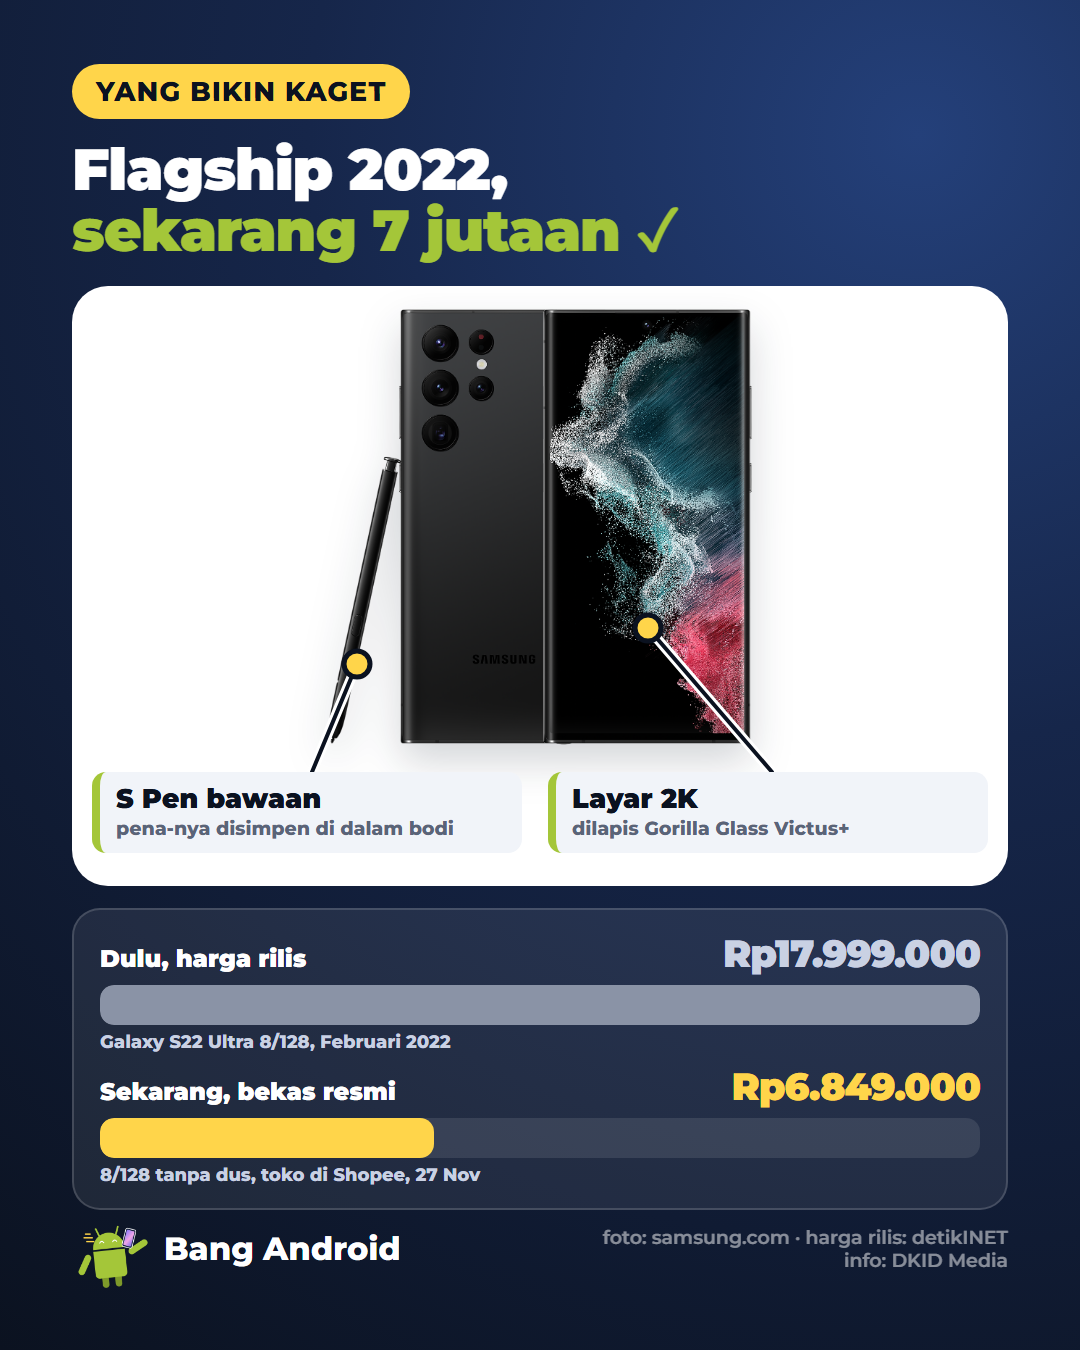 YANG BIKIN KAGET
Flagship 2022,
sekarang 7 jutaan ✓
SAMSUNG
S Pen bawaan
pena-nya disimpen di dalam bodi
Layar 2K
dilapis Gorilla Glass Victus+
Dulu, harga rilis
Rp17.999.000
Galaxy S22 Ultra 8/128, Februari 2022
Sekarang, bekas resmi
Rp6.849.000
8/128 tanpa dus, toko di Shopee, 27 Nov
Bang Android
foto: samsung.com · harga rilis: detikINET
info: DKID Media